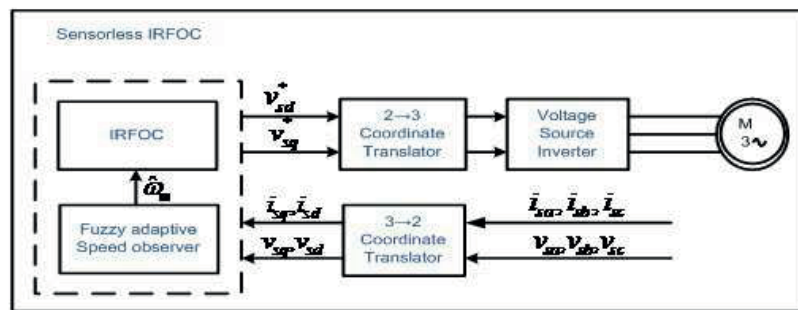 Sensorless IRFOC
IRFOC
v*sd
v*sq
2→3
Coordinate
Translator
Voltage
Source
Inverter
M
3~
ω̂m
Fuzzy adaptive
Speed observer
isq, isd
vsq, vsd
3→2
Coordinate
Translator
isa, isb, isc
vsa, vsb, vsc